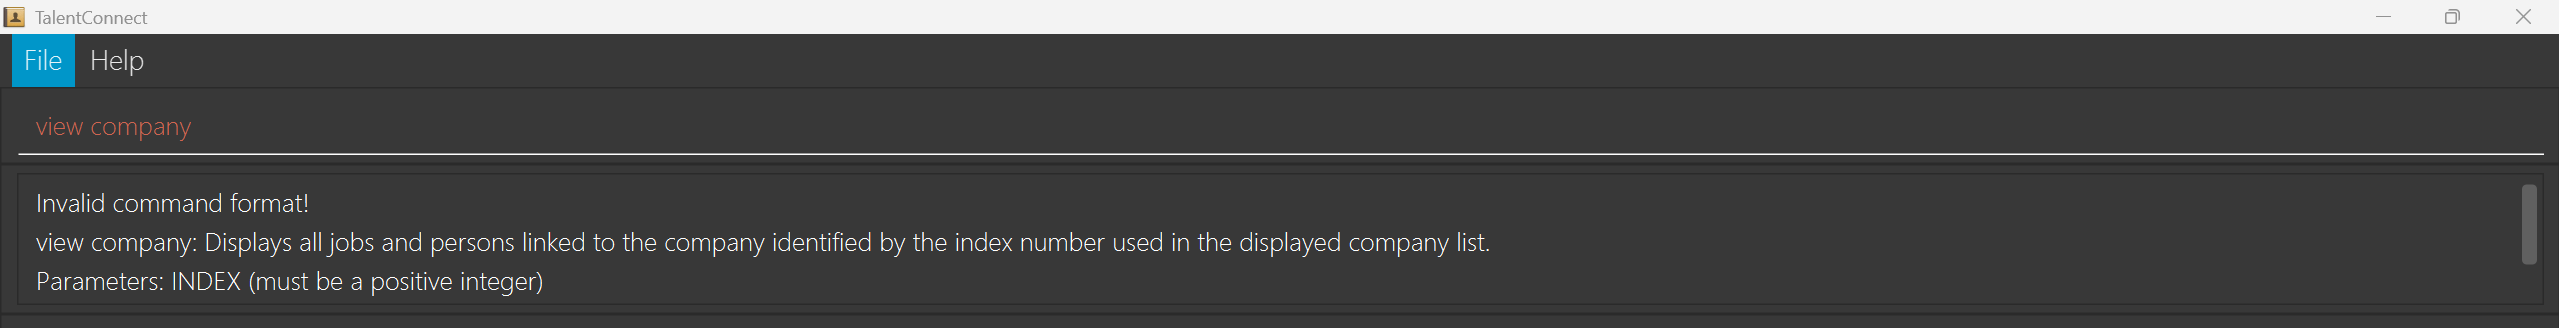 TalentConnect
File Help
view company
Invalid command format!
view company: Displays all jobs and persons linked to the company identified by the index number used in the displayed company list.
Parameters: INDEX (must be a positive integer)